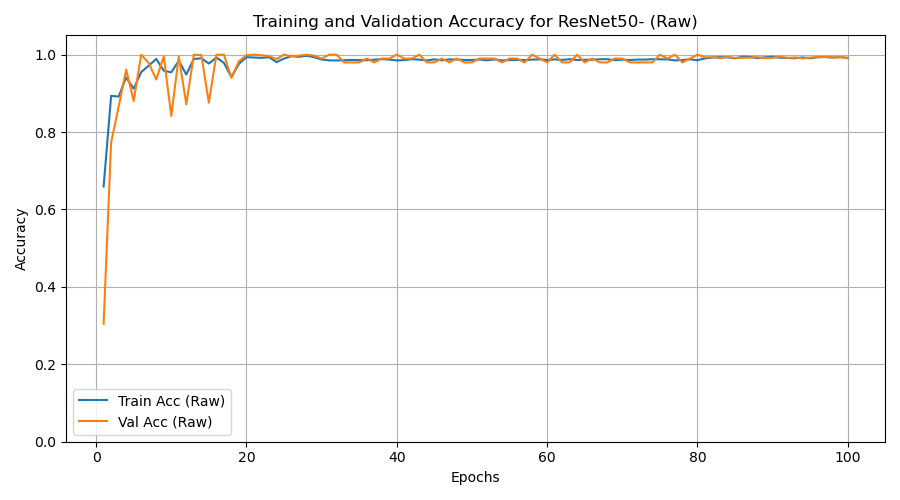 Training and Validation Accuracy for ResNet50- (Raw)
1.0
0.8
0.6
0.4
0.2
0.0
Accuracy
Train Acc (Raw)
Val Acc (Raw)
0 20 40 60 80 100
Epochs